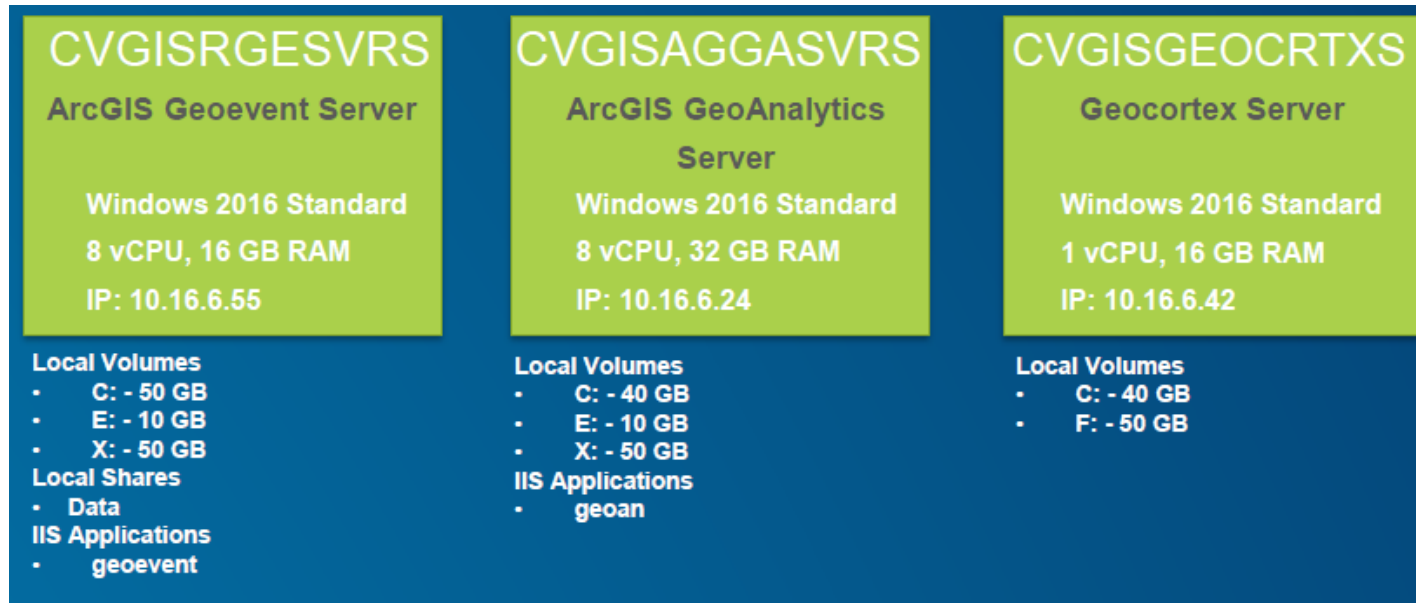 CVGISRGESVRS
ArcGIS Geoevent Server
Windows 2016 Standard
8 vCPU, 16 GB RAM
IP: 10.16.6.55
Local Volumes
• C: - 50 GB
• E: - 10 GB
• X: - 50 GB
Local Shares
• Data
IIS Applications
• geoevent
CVGISAGGASVRS
ArcGIS GeoAnalytics
Server
Windows 2016 Standard
8 vCPU, 32 GB RAM
IP: 10.16.6.24
Local Volumes
• C: - 40 GB
• E: - 10 GB
• X: - 50 GB
IIS Applications
• geoan
CVGISGEOCRTXS
Geocortex Server
Windows 2016 Standard
1 vCPU, 16 GB RAM
IP: 10.16.6.42
Local Volumes
• C: - 40 GB
• F: - 50 GB